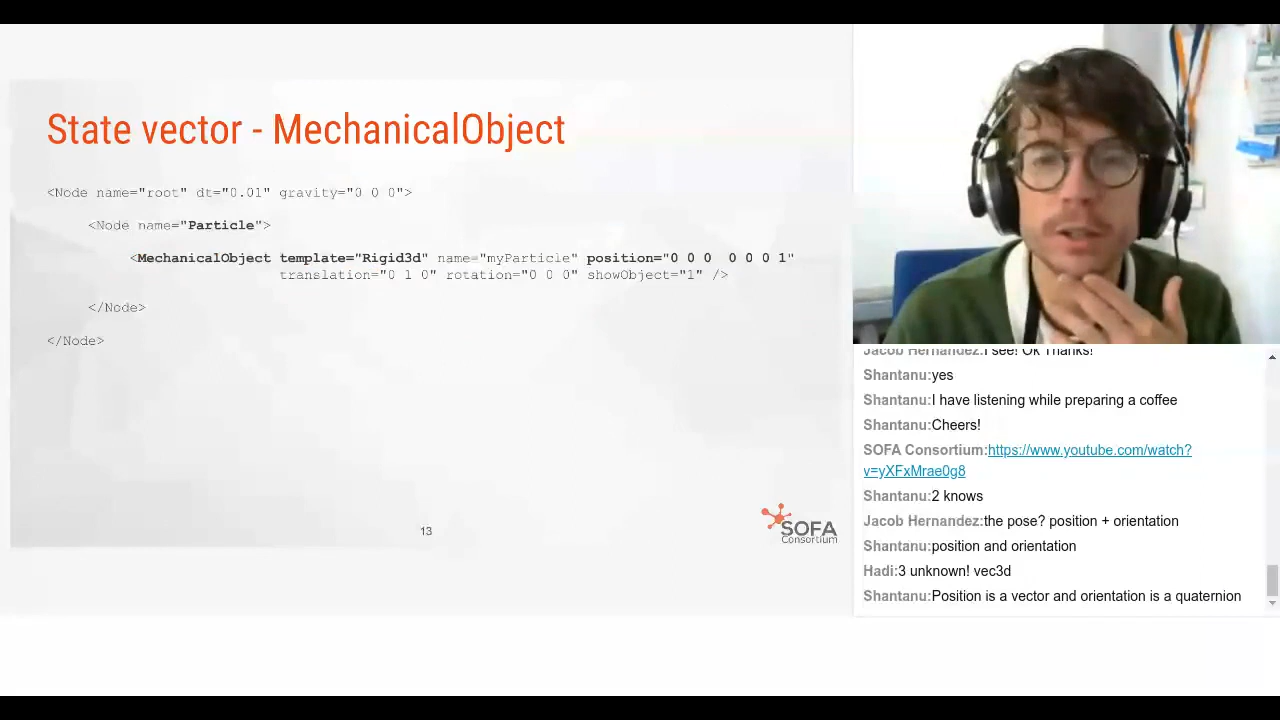 State vector - MechanicalObject
<Node name="root" dt="0.01" gravity="0 0 0">
<Node name="Particle">
<MechanicalObject template="Rigid3d" name="myParticle" position="0 0 0  0 0 0 1"
translation="0 1 0" rotation="0 0 0" showObject="1" />
</Node>
</Node>
13
SOFA
Consortium
Jacob Hernandez:I see! Ok Thanks!
Shantanu:yes
Shantanu:I have listening while preparing a coffee
Shantanu:Cheers!
SOFA Consortium:https://www.youtube.com/watch?
v=yXFxMrae0g8
Shantanu:2 knows
Jacob Hernandez:the pose? position + orientation
Shantanu:position and orientation
Hadi:3 unknown! vec3d
Shantanu:Position is a vector and orientation is a quaternion